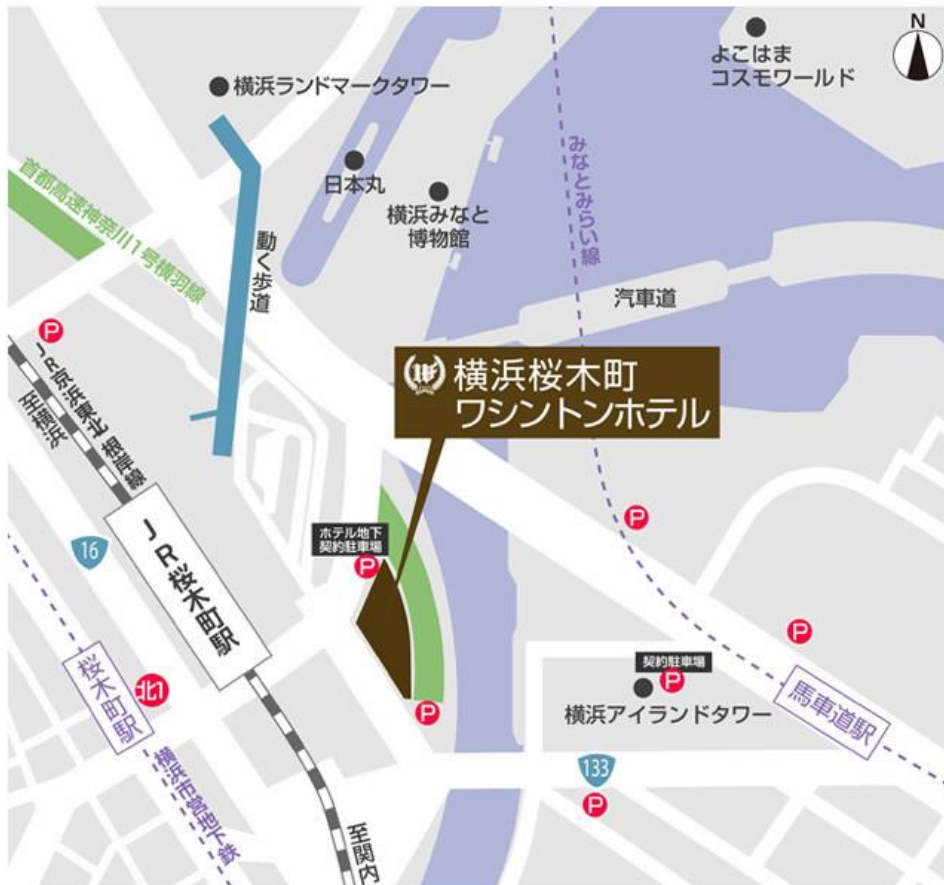 N
よこはま
コスモワールド
横浜ランドマークタワー
日本丸
横浜みなと
博物館
みなとみらい線
首都高速神奈川1号横羽線
動く歩道
汽車道
P
JR京浜東北 根岸線
至横浜
横浜桜木町
ワシントンホテル
P
ホテル地下
契約駐車場
P
16
JR桜木町駅
P
契約駐車場
P
横浜アイランドタワー
馬車道駅
桜木町駅
北1
P
133
P
横浜市営地下鉄
至関内